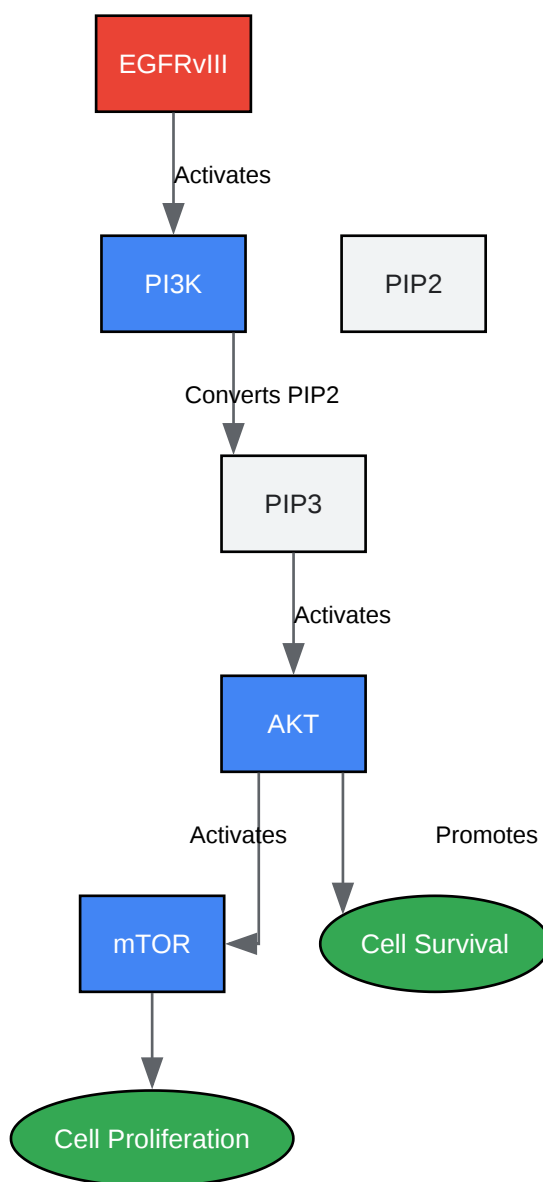 EGFRvIII
Activates
PI3K
PIP2
Converts PIP2
PIP3
Activates
AKT
Activates
Promotes
mTOR
Cell Survival
Cell Proliferation